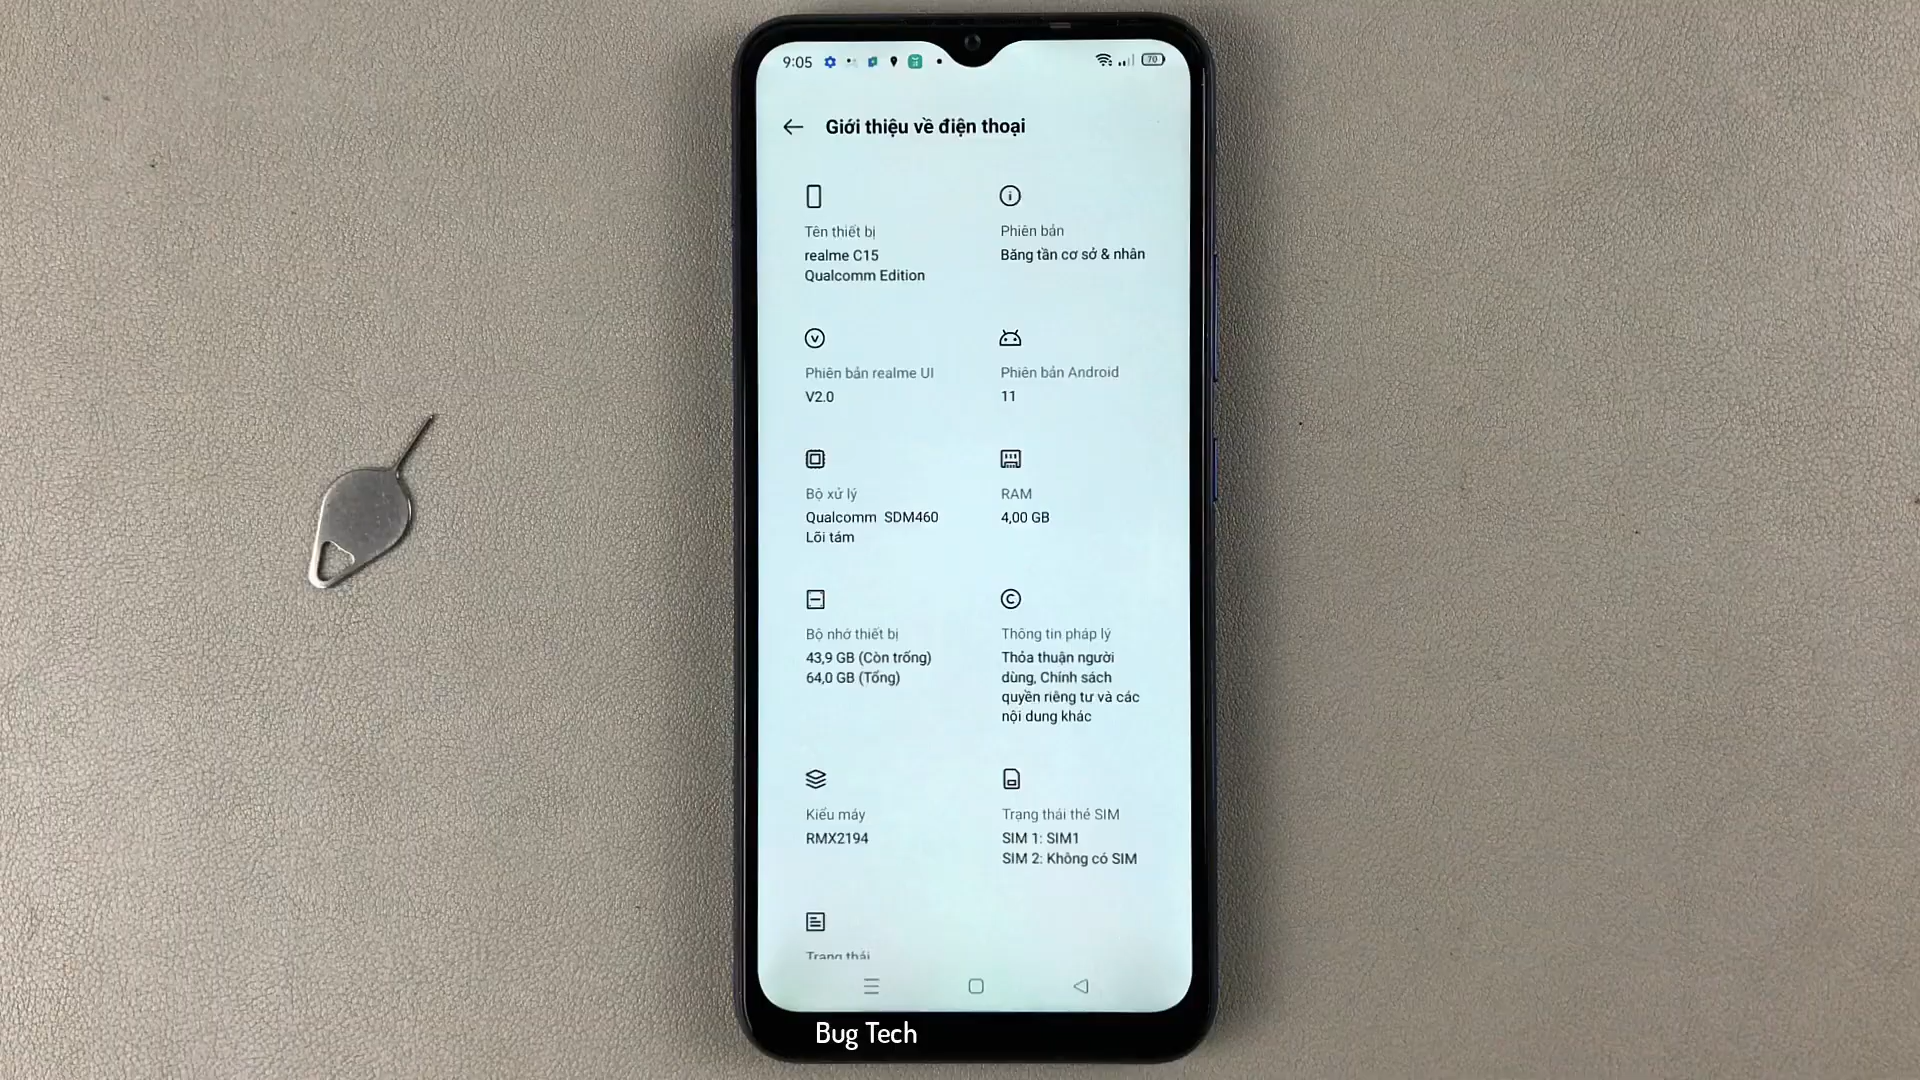 9:05
70
Giới thiệu về điện thoại
Tên thiết bị
realme C15
Qualcomm Edition
Phiên bản
Băng tần cơ sở & nhân
Phiên bản realme UI
V2.0
Phiên bản Android
11
Bộ xử lý
Qualcomm SDM460
Lõi tám
RAM
4,00 GB
Bộ nhớ thiết bị
43,9 GB (Còn trống)
64,0 GB (Tổng)
Thông tin pháp lý
Thỏa thuận người
dùng, Chính sách
quyền riêng tư và các
nội dung khác
Kiểu máy
RMX2194
Trạng thái thẻ SIM
SIM 1: SIM1
SIM 2: Không có SIM
Trạng thái
Bug Tech